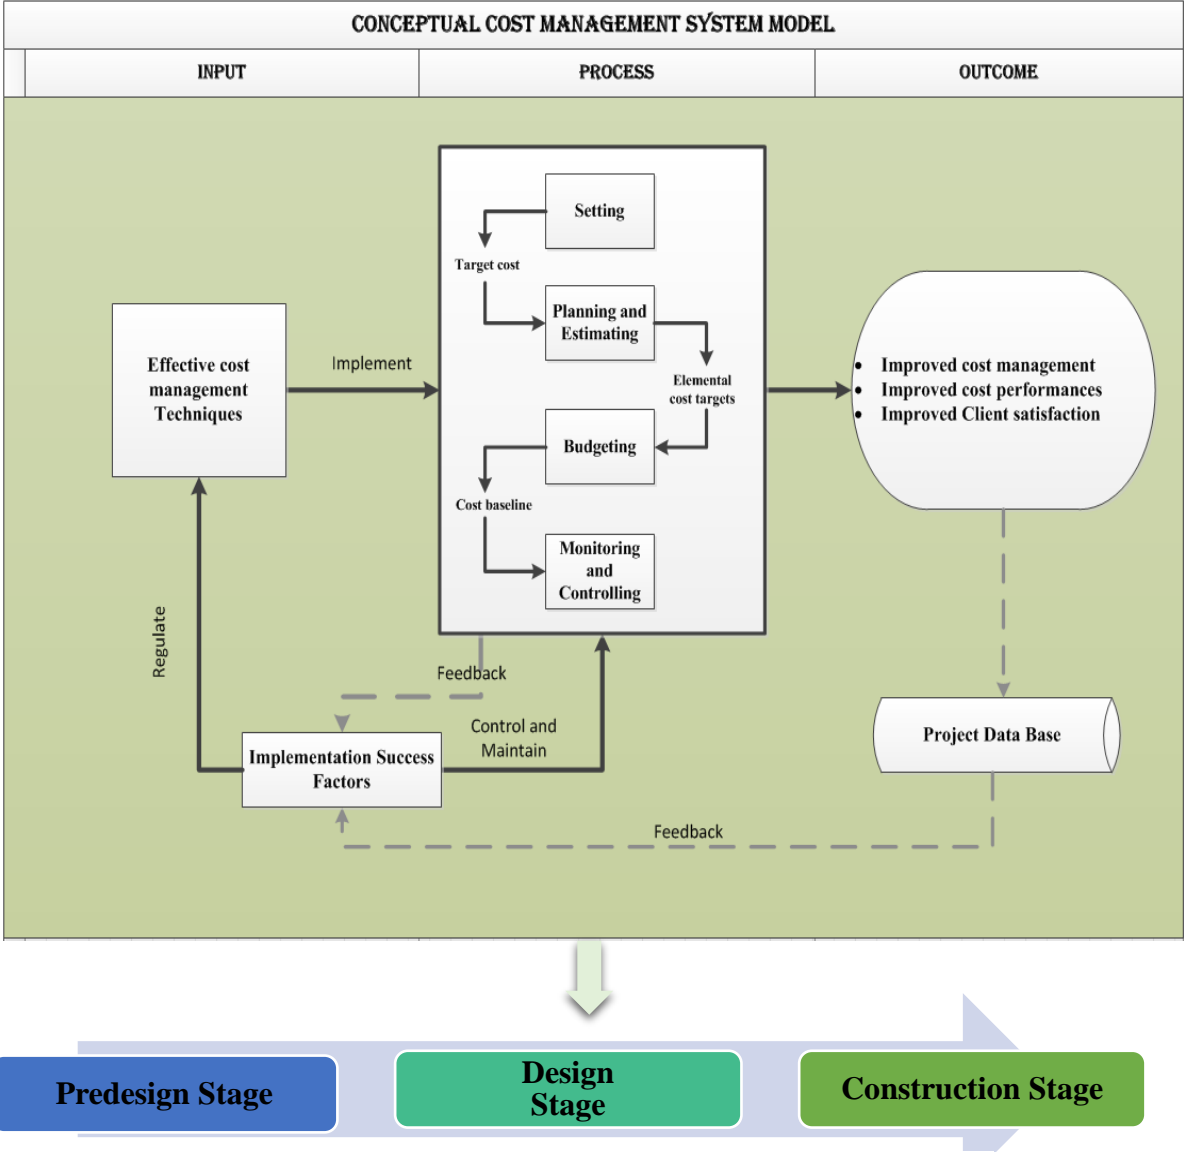 CONCEPTUAL COST MANAGEMENT SYSTEM MODEL
INPUT
PROCESS
OUTCOME
Setting
Target cost
Planning and
Estimating
Elemental
cost targets
Budgeting
Cost baseline
Monitoring
and
Controlling
Effective cost
management
Techniques
Implement
• Improved cost management
• Improved cost performances
• Improved Client satisfaction
Regulate
Feedback
Control and
Maintain
Implementation Success
Factors
Project Data Base
Feedback
Predesign Stage
Design
Stage
Construction Stage